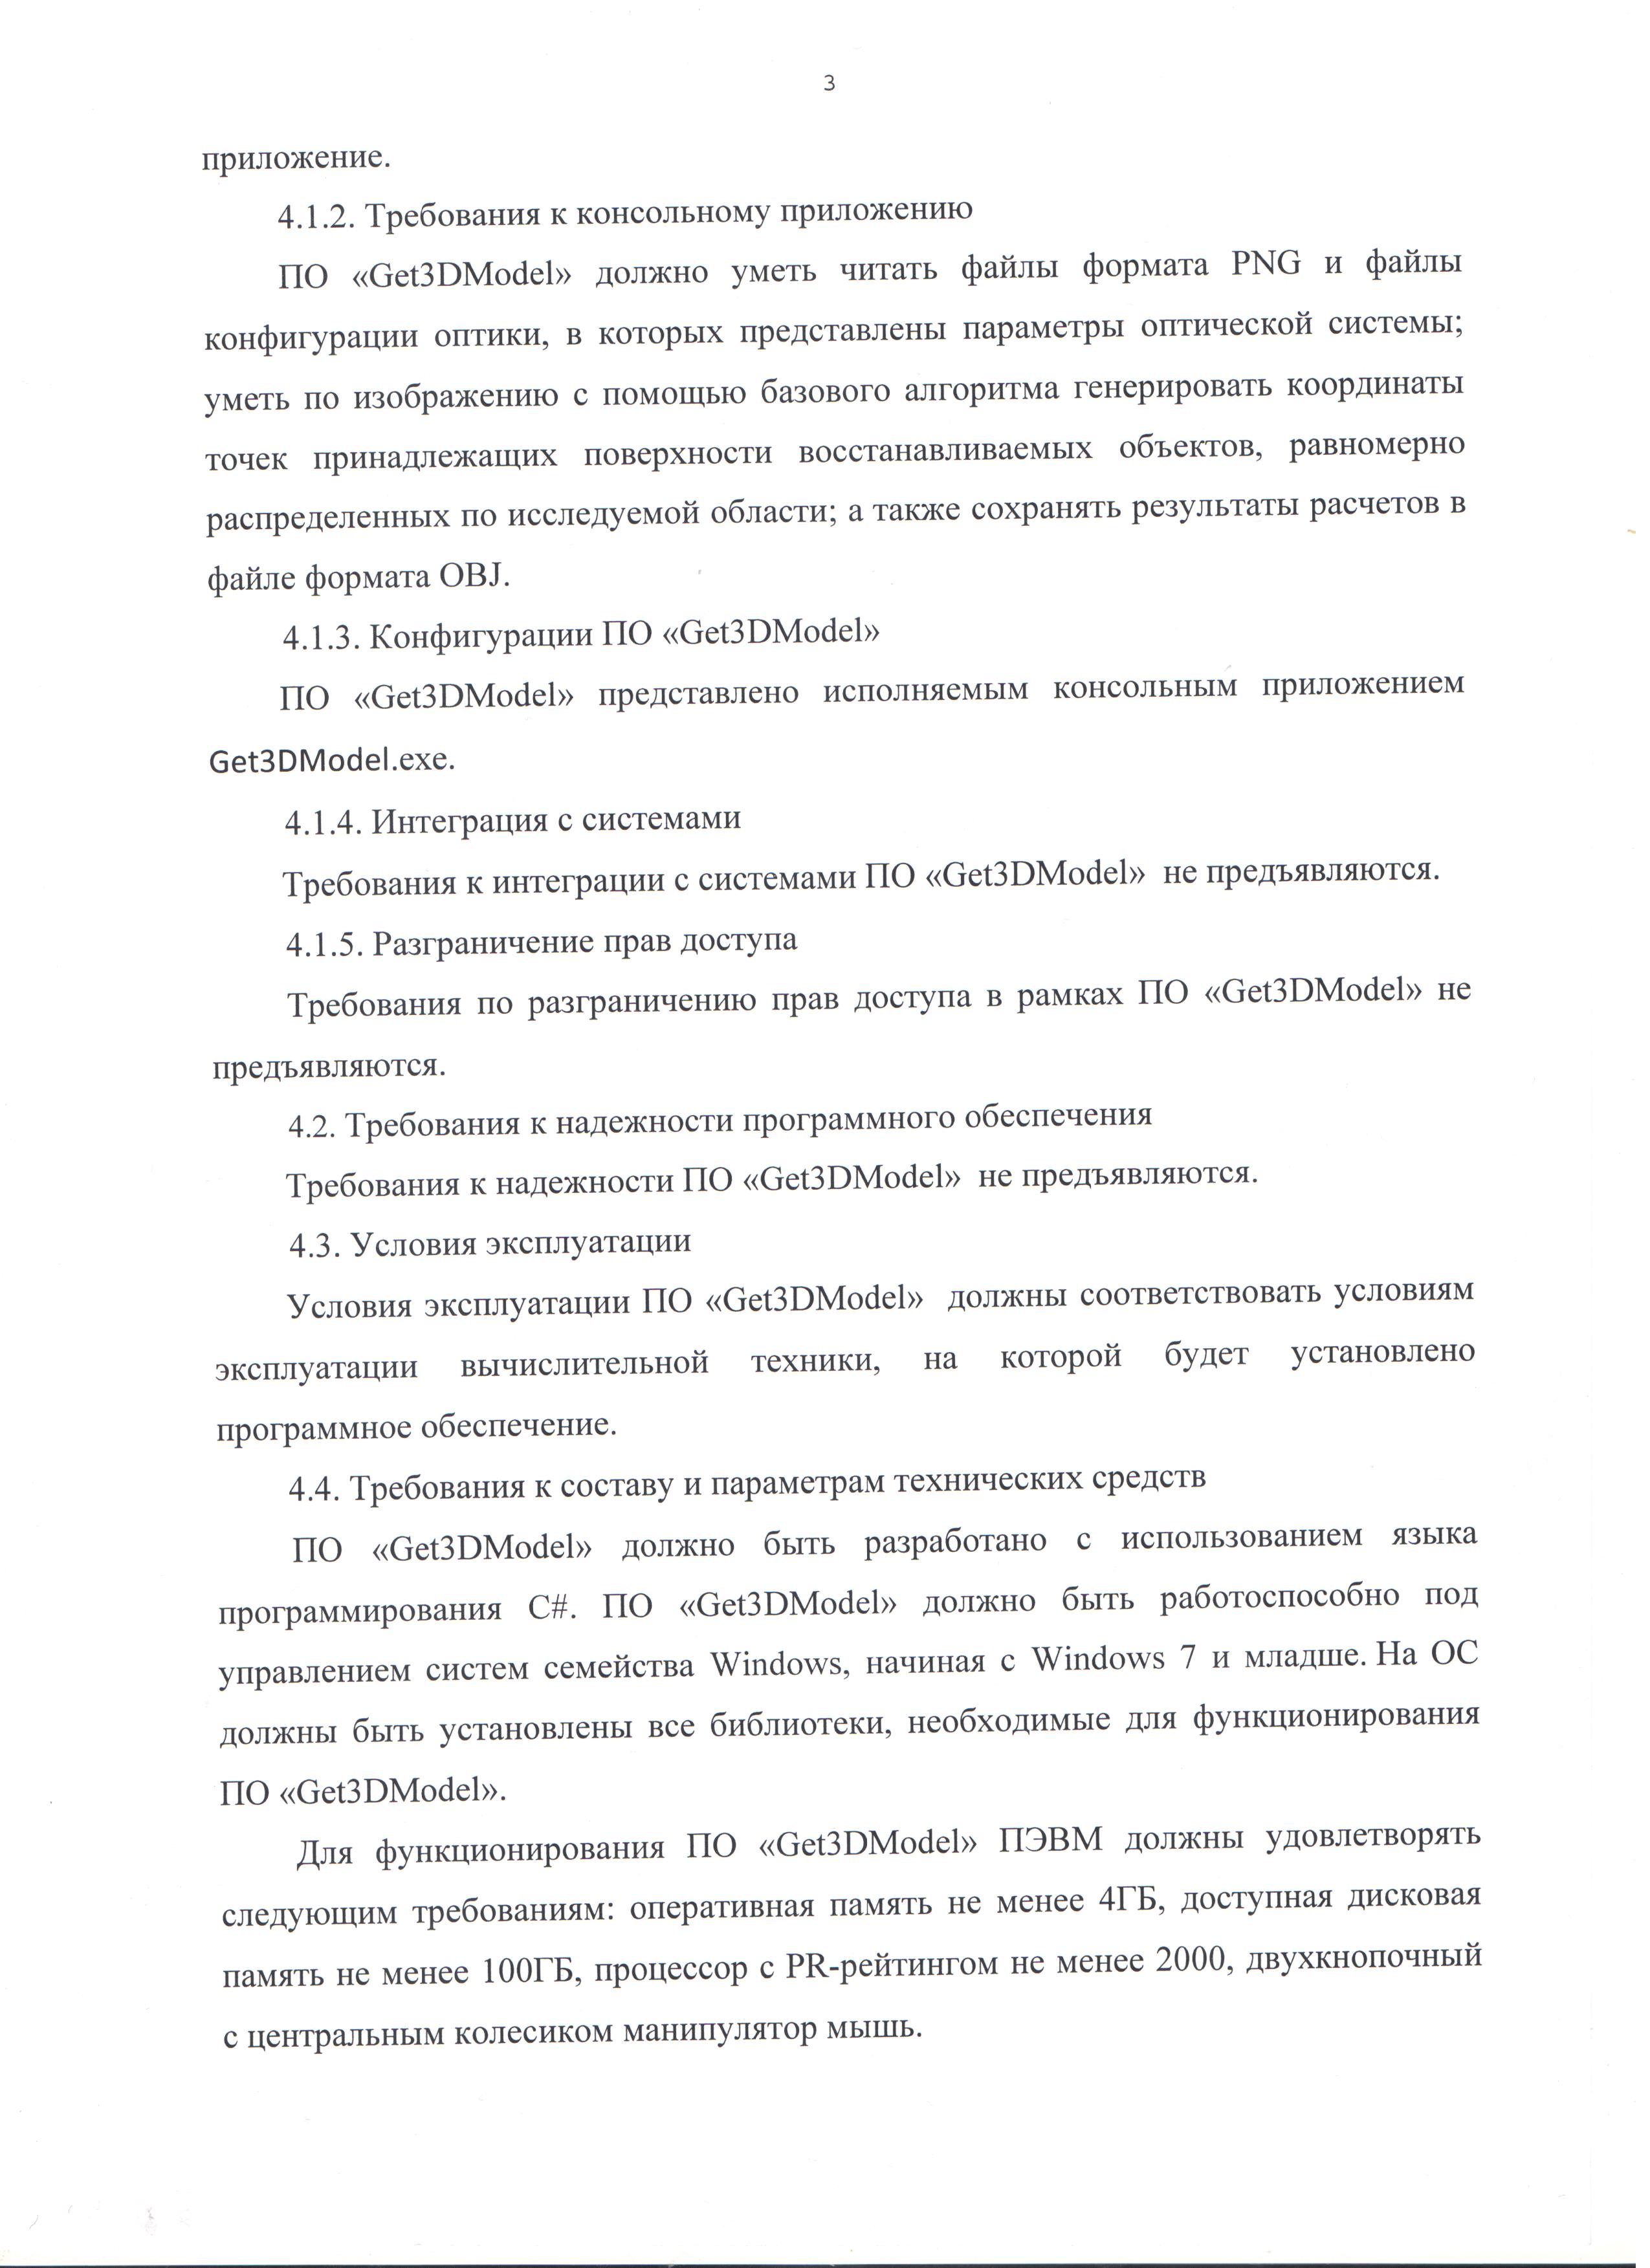 3
приложение.
4.1.2. Требования к консольному приложению
ПО «Get3DModel» должно уметь читать файлы формата PNG и файлы
конфигурации оптики, в которых представлены параметры оптической системы;
уметь по изображению с помощью базового алгоритма генерировать координаты
точек принадлежащих поверхности восстанавливаемых объектов, равномерно
распределенных по исследуемой области; а также сохранять результаты расчетов в
файле формата OBJ.
4.1.3. Конфигурации ПО «Get3DModel»
ПО «Get3DModel» представлено исполняемым консольным приложением
Get3DModel.exe.
4.1.4. Интеграция с системами
Требования к интеграции с системами ПО «Get3DModel» не предъявляются.
4.1.5. Разграничение прав доступа
Требования по разграничению прав доступа в рамках ПО «Get3DModel» не
предъявляются.
4.2. Требования к надежности программного обеспечения
Требования к надежности ПО «Get3DModel» не предъявляются.
4.3. Условия эксплуатации
Условия эксплуатации ПО «Get3DModel» должны соответствовать условиям
эксплуатации вычислительной техники, на которой будет установлено
программное обеспечение.
4.4. Требования к составу и параметрам технических средств
ПО «Get3DModel» должно быть разработано с использованием языка
программирования C#. ПО «Get3DModel» должно быть работоспособно под
управлением систем семейства Windows, начиная с Windows 7 и младше. На ОС
должны быть установлены все библиотеки, необходимые для функционирования
ПО «Get3DModel».
Для функционирования ПО «Get3DModel» ПЭВМ должны удовлетворять
следующим требованиям: оперативная память не менее 4ГБ, доступная дисковая
память не менее 100ГБ, процессор с PR-рейтингом не менее 2000, двухкнопочный
с центральным колесиком манипулятор мышь.